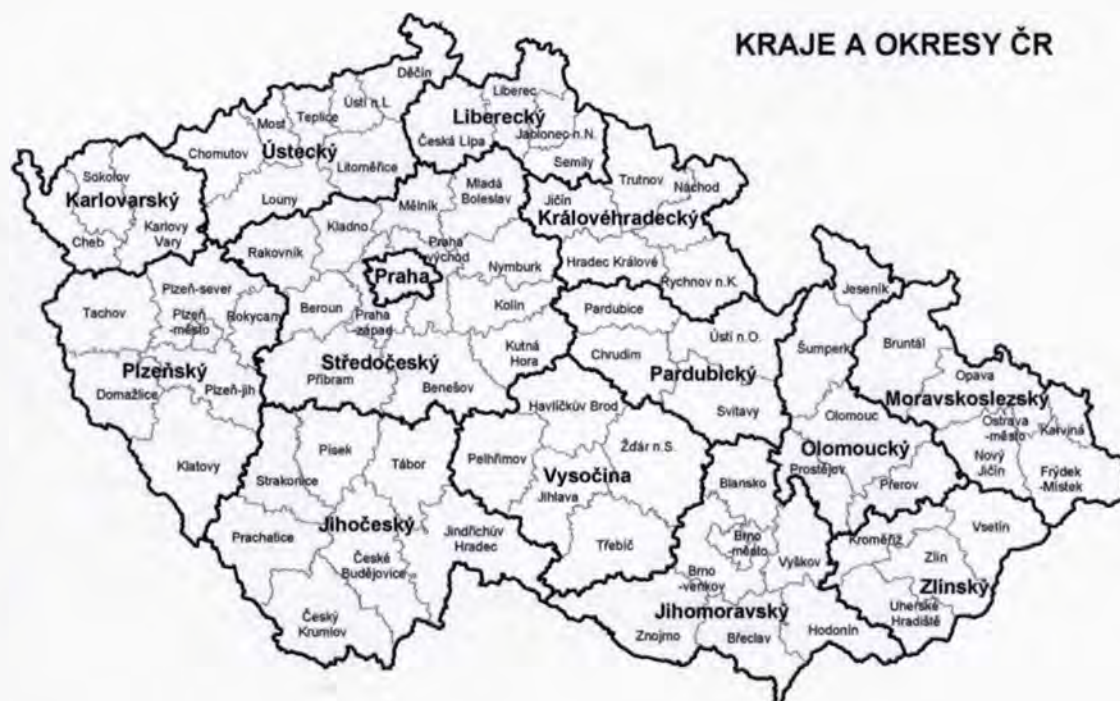 KRAJE A OKRESY ČR
Děčín
Liberec
Ústí n.L.
Teplice
Most
Liberecký
Česká Lípa
Jablonec n.N.
Chomutov
Ústecký
Litoměřice
Semily
Sokolov
Karlovarský
Louny
Mělník
Mladá
Boleslav
Jičín
Trutnov
Náchod
Královéhradecký
Cheb
Karlovy
Vary
Rakovník
Kladno
Praha
-východ
Praha
Nymburk
Hradec Králové
Rychnov n.K.
Tachov
Plzeň-sever
Plzeň
-město
Rokycany
Beroun
Praha
-západ
Kolín
Pardubice
Ústí n.O.
Jeseník
Šumperk
Bruntál
Plzeňský
Domažlice
Plzeň-jih
Středočeský
Příbram
Benešov
Kutná
Hora
Chrudim
Pardubický
Svitavy
Opava
Moravskoslezský
Ostrava
-město
Karviná
Olomouc
Olomoucký
Nový
Jičín
Frýdek
-Místek
Klatovy
Písek
Tábor
Strakonice
Havlíčkův Brod
Pelhřimov
Žďár n.S.
Vysočina
Jihlava
Třebíč
Blansko
Prostějov
Přerov
Prachatice
Jihočeský
Jindřichův
Hradec
České
Budějovice
Český
Krumlov
Brno
-město
Brno
-venkov
Vyškov
Kroměříž
Vsetín
Zlín
Zlínský
Uherské
Hradiště
Jihomoravský
Znojmo
Břeclav
Hodonín